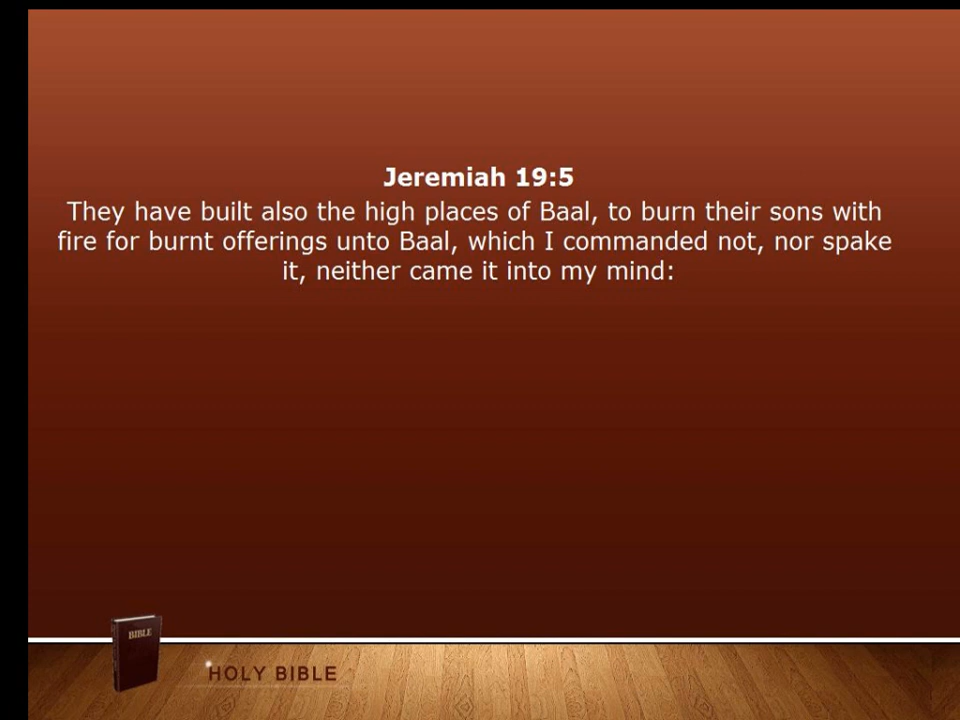 Jeremiah 19:5
They have built also the high places of Baal, to burn their sons with
fire for burnt offerings unto Baal, which I commanded not, nor spake
it, neither came it into my mind:
BIBLE
HOLY BIBLE